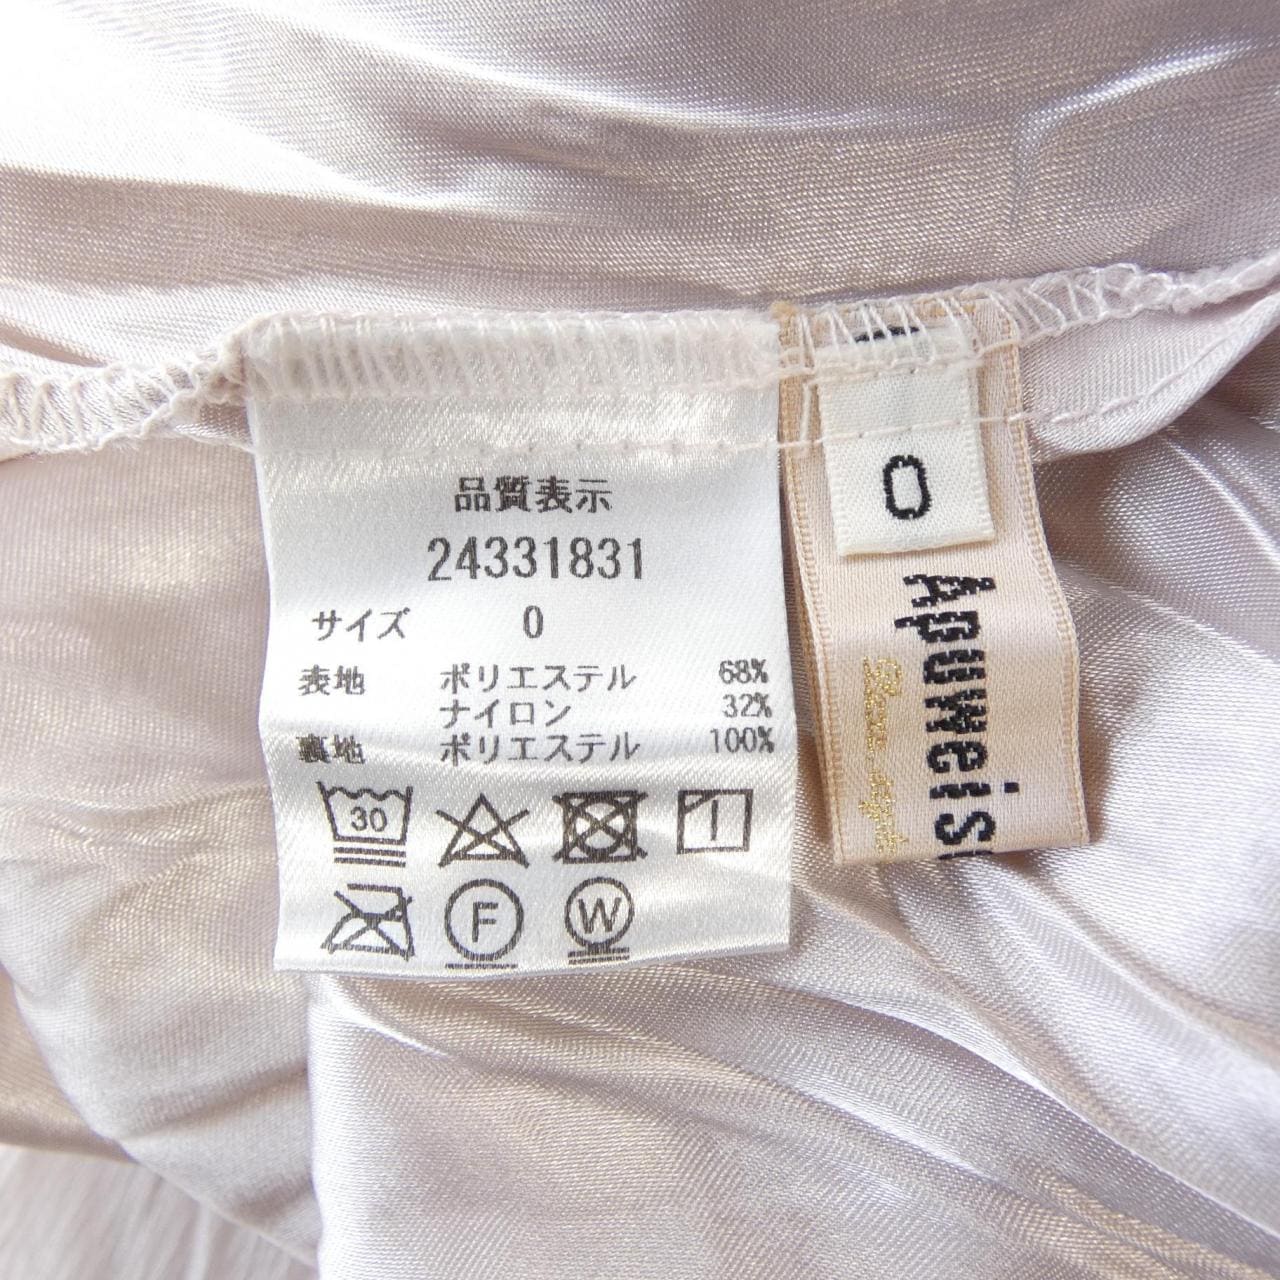 品質表示
24331831
サイズ 0
表地 ポリエステル 68%
ナイロン 32%
裏地 ポリエステル 100%
30
F
W
0
Apuweis